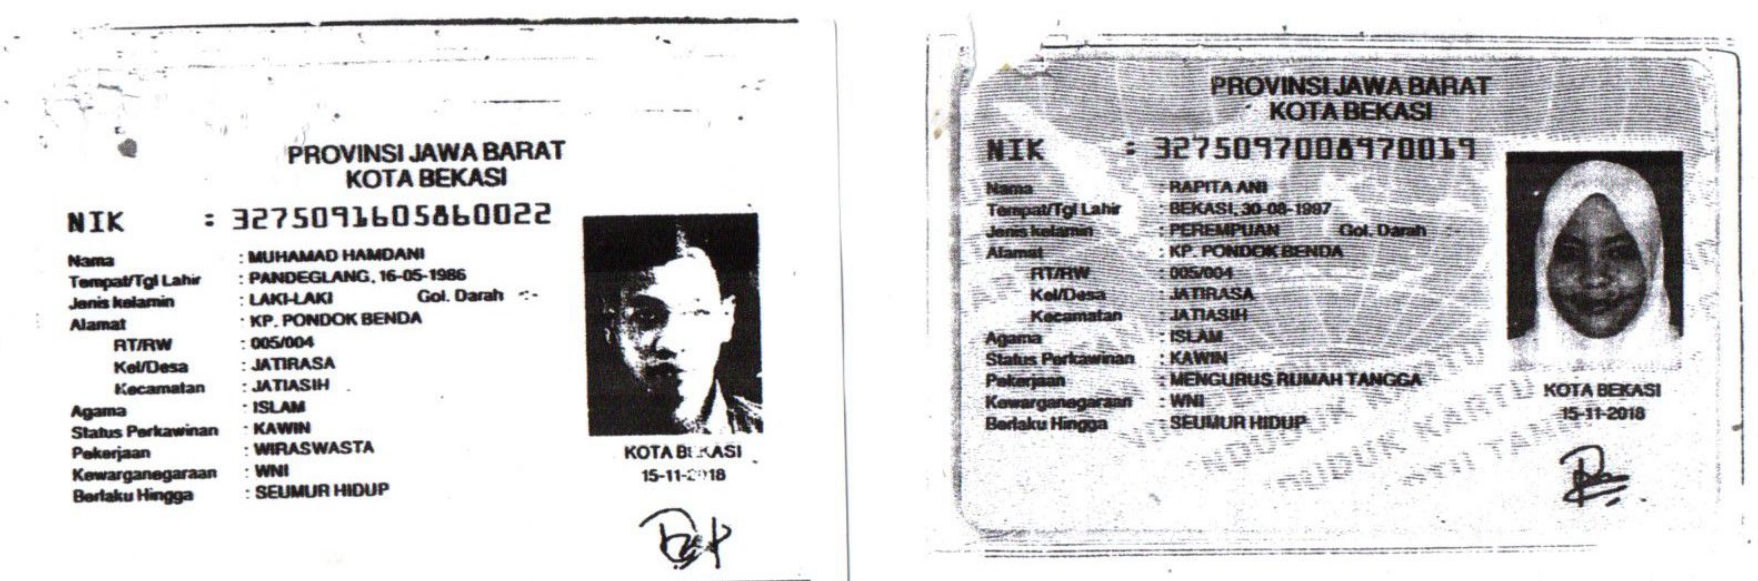 PROVINSI JAWA BARAT
KOTA BEKASI
NIK : 3275091605860022
Nama : MUHAMAD HAMDANI
Tempat/Tgl Lahir : PANDEGLANG, 16-05-1986
Jenis kelamin : LAKI-LAKI Gol. Darah : -
Alamat : KP. PONDOK BENDA
RT/RW : 005/004
Kel/Desa : JATIRASA
Kecamatan : JATIASIH
Agama : ISLAM
Status Perkawinan : KAWIN
Pekerjaan : WIRASWASTA
Kewarganegaraan : WNI
Berlaku Hingga : SEUMUR HIDUP
KOTA BEKASI
15-11-2018
PROVINSI JAWA BARAT
KOTA BEKASI
NIK : 3275097008970019
Nama : RAPITA ANI
Tempat/Tgl Lahir : BEKASI, 30-08-1997
Jenis kelamin : PEREMPUAN Gol. Darah : -
Alamat : KP. PONDOK BENDA
RT/RW : 005/004
Kel/Desa : JATIRASA
Kecamatan : JATIASIH
Agama : ISLAM
Status Perkawinan : KAWIN
Pekerjaan : MENGURUS RUMAH TANGGA
Kewarganegaraan : WNI
Berlaku Hingga : SEUMUR HIDUP
KOTA BEKASI
15-11-2018